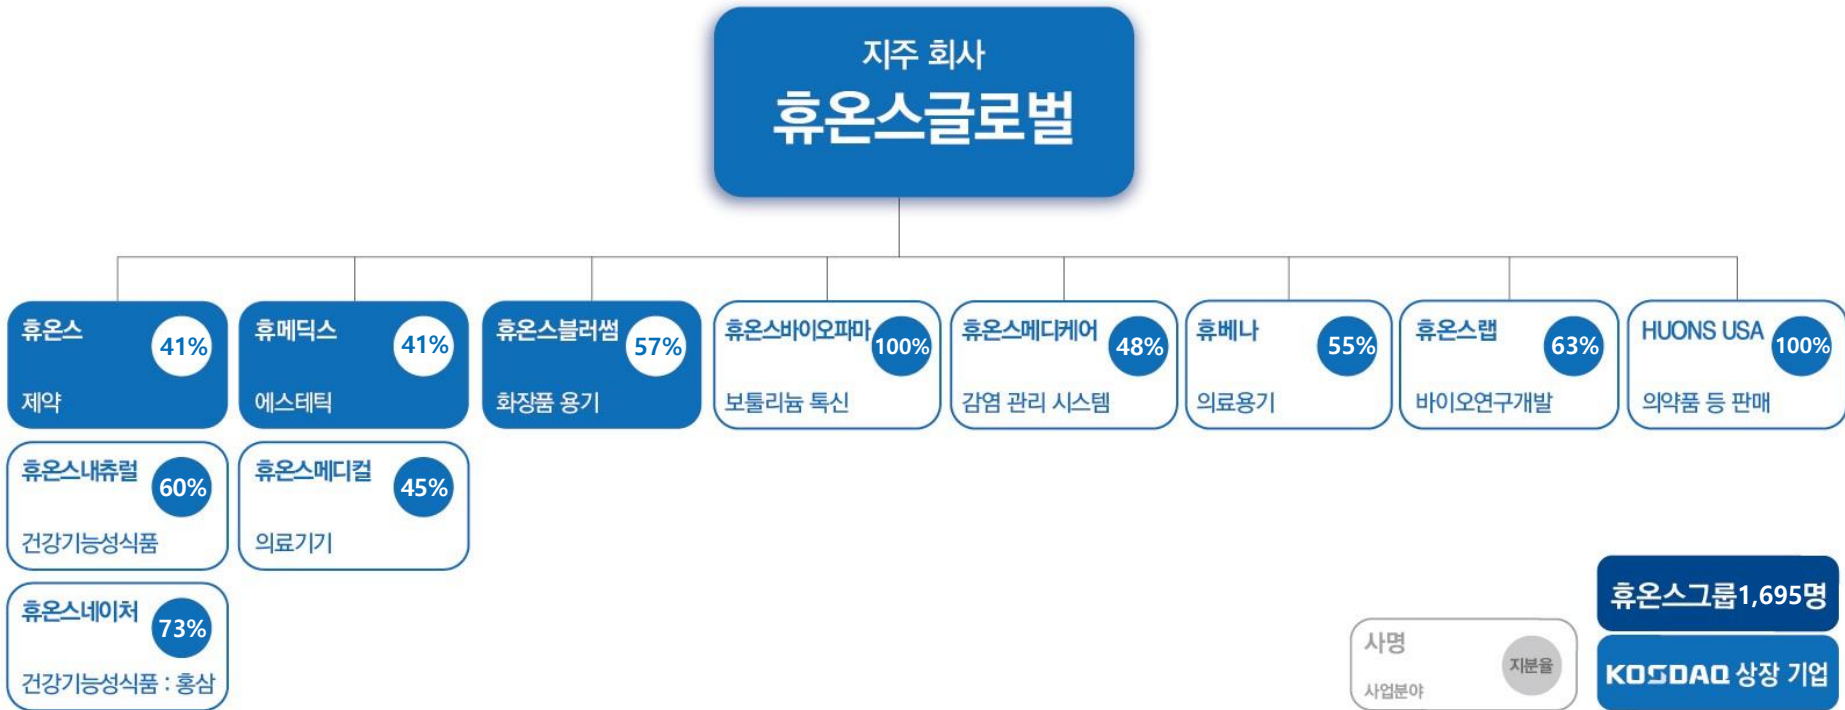 지주 회사
휴온스글로벌
휴온스
41%
제약
휴메딕스
41%
에스테틱
휴온스블러썸
57%
화장품 용기
휴온스바이오파마
100%
보툴리늄 톡신
휴온스메디케어
48%
감염 관리 시스템
휴베나
55%
의료용기
휴온스랩
63%
바이오연구개발
HUONS USA
100%
의약품 등 판매
휴온스내츄럴
60%
건강기능성식품
휴온스메디컬
45%
의료기기
휴온스네이처
73%
건강기능성식품 : 홍삼
사명
지분율
사업분야
휴온스그룹1,695명
KOSDAQ 상장 기업